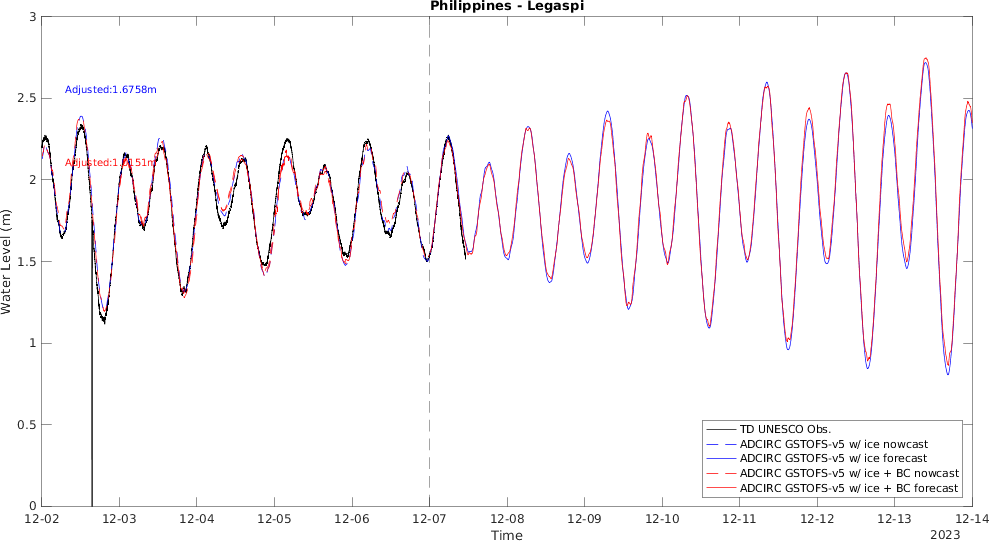 Philippines - Legaspi
3
2.5
2
1.5
1
0.5
0
Water Level (m)
Adjusted:1.6758m
12-02
12-03
12-04
12-05
12-06
12-07
12-08
12-09
12-10
12-11
12-12
12-13
12-14
Time
2023
TD UNESCO Obs.
ADCIRC GSTOFS-v5 w/ ice nowcast
ADCIRC GSTOFS-v5 w/ ice forecast
ADCIRC GSTOFS-v5 w/ ice + BC nowcast
ADCIRC GSTOFS-v5 w/ ice + BC forecast